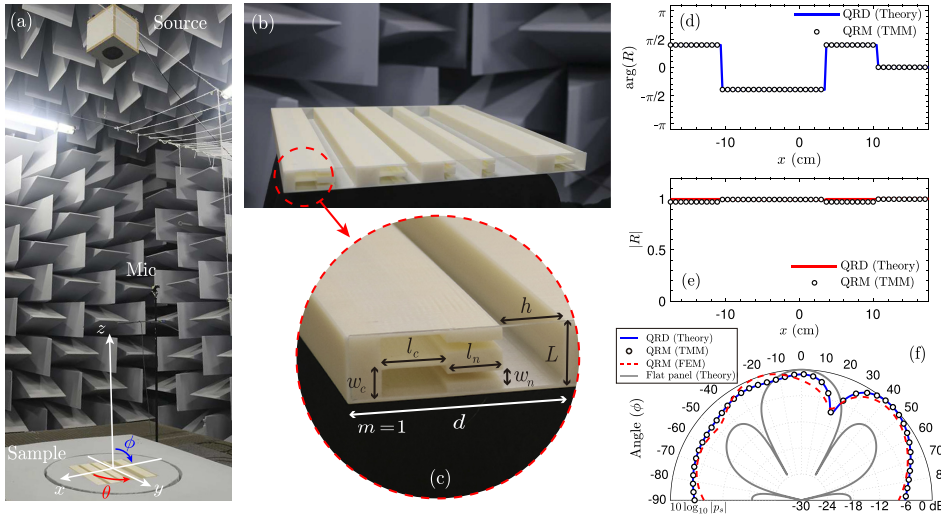 (a)
Source
Mic
z
ϕ
Sample
x
θ
y
(b)
h
l_c
l_n
L
w_c
w_n
d
m=1
(c)
(d)
π
π/2
0
-π/2
-π
arg(R)
QRD (Theory)
QRM (TMM)
-10 0 10
x (cm)
1
0.5
0
|R|
(e)
QRD (Theory)
QRM (TMM)
-10 0 10
x (cm)
QRD (Theory)
QRM (TMM)
QRM (FEM)
Flat panel (Theory)
(f)
-40 -30 -20 -10 0 10 20 30 40
-50 50
-60 60
-70 70
-80 80
-90
Angle (ϕ)
10 log₁₀ |p_s|
-30 -24 -18 -12 -6 0 dB